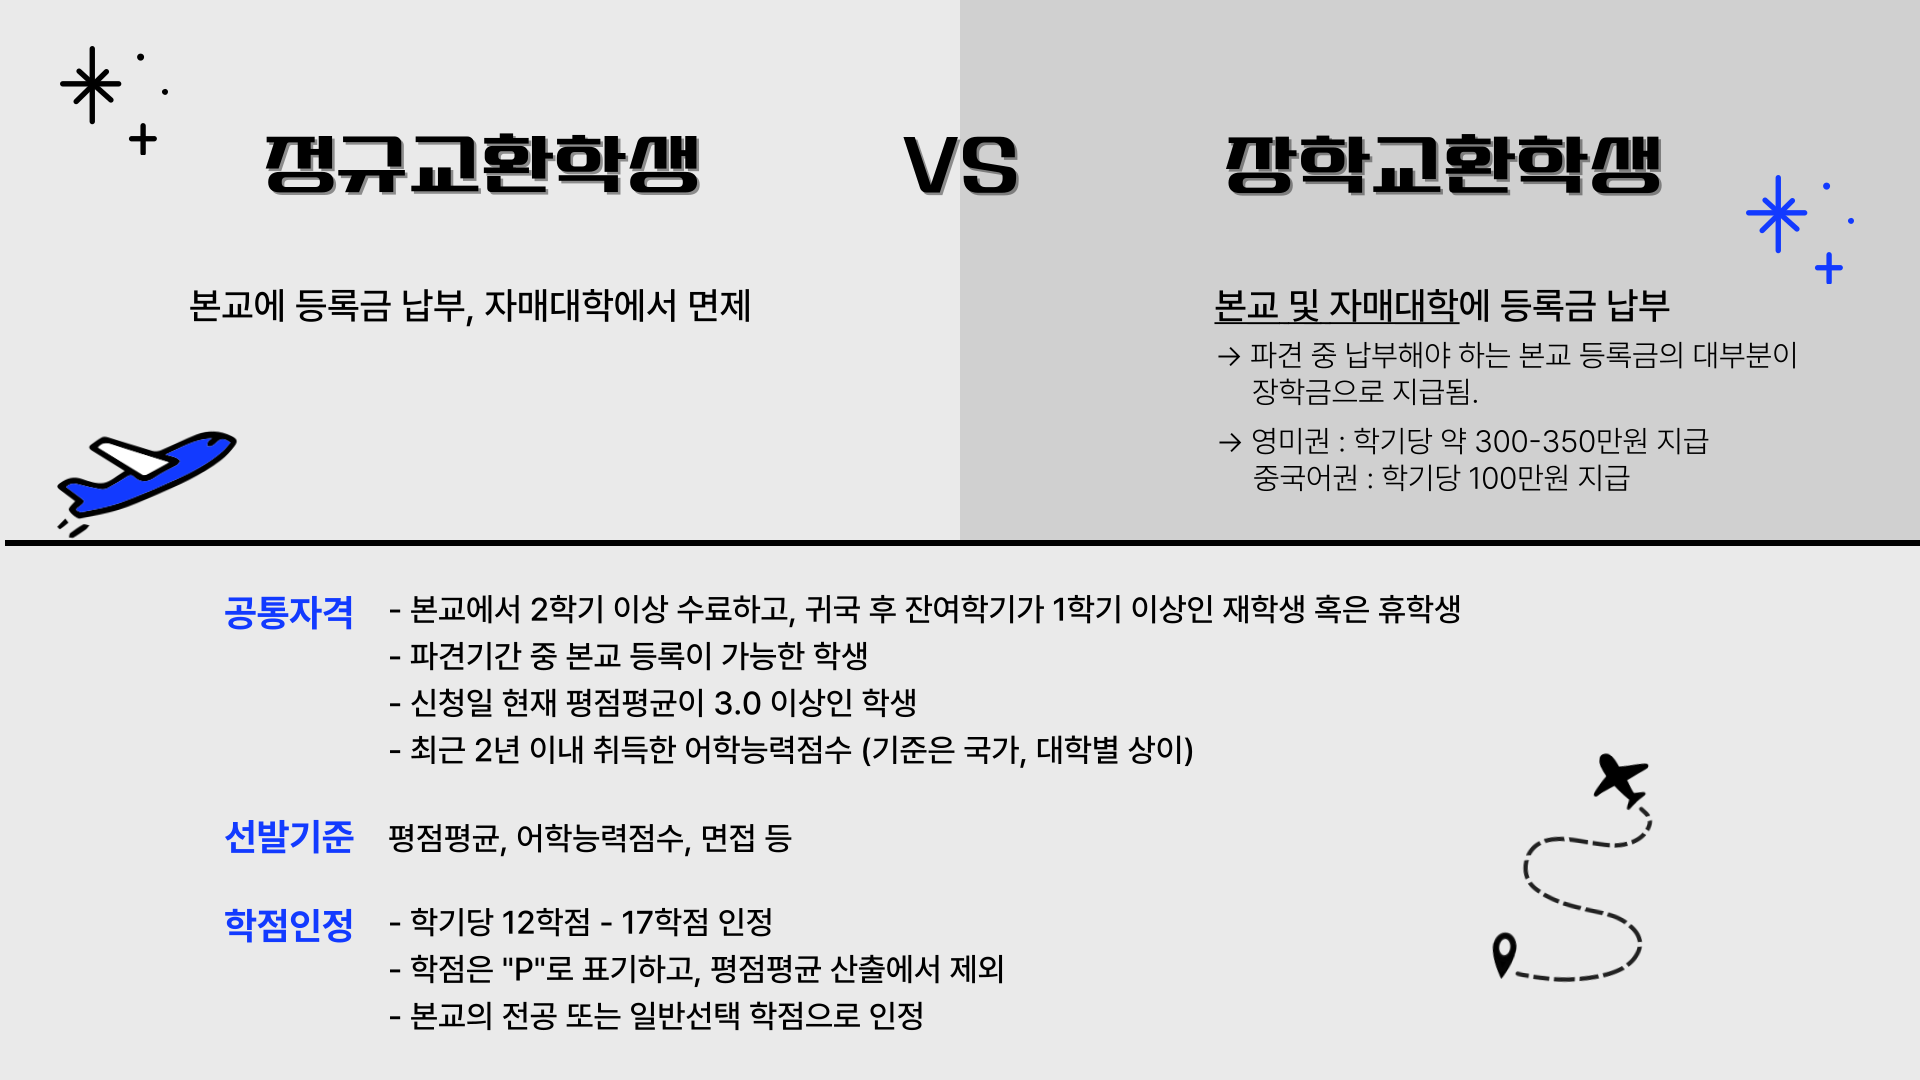 정규교환학생
VS
장학교환학생
본교에 등록금 납부, 자매대학에서 면제
본교 및 자매대학에 등록금 납부
→ 파견 중 납부해야 하는 본교 등록금의 대부분이
장학금으로 지급됨.
→ 영미권 : 학기당 약 300-350만원 지급
중국어권 : 학기당 100만원 지급
공통자격
- 본교에서 2학기 이상 수료하고, 귀국 후 잔여학기가 1학기 이상인 재학생 혹은 휴학생
- 파견기간 중 본교 등록이 가능한 학생
- 신청일 현재 평점평균이 3.0 이상인 학생
- 최근 2년 이내 취득한 어학능력점수 (기준은 국가, 대학별 상이)
선발기준
평점평균, 어학능력점수, 면접 등
학점인정
- 학기당 12학점 - 17학점 인정
- 학점은 "P"로 표기하고, 평점평균 산출에서 제외
- 본교의 전공 또는 일반선택 학점으로 인정